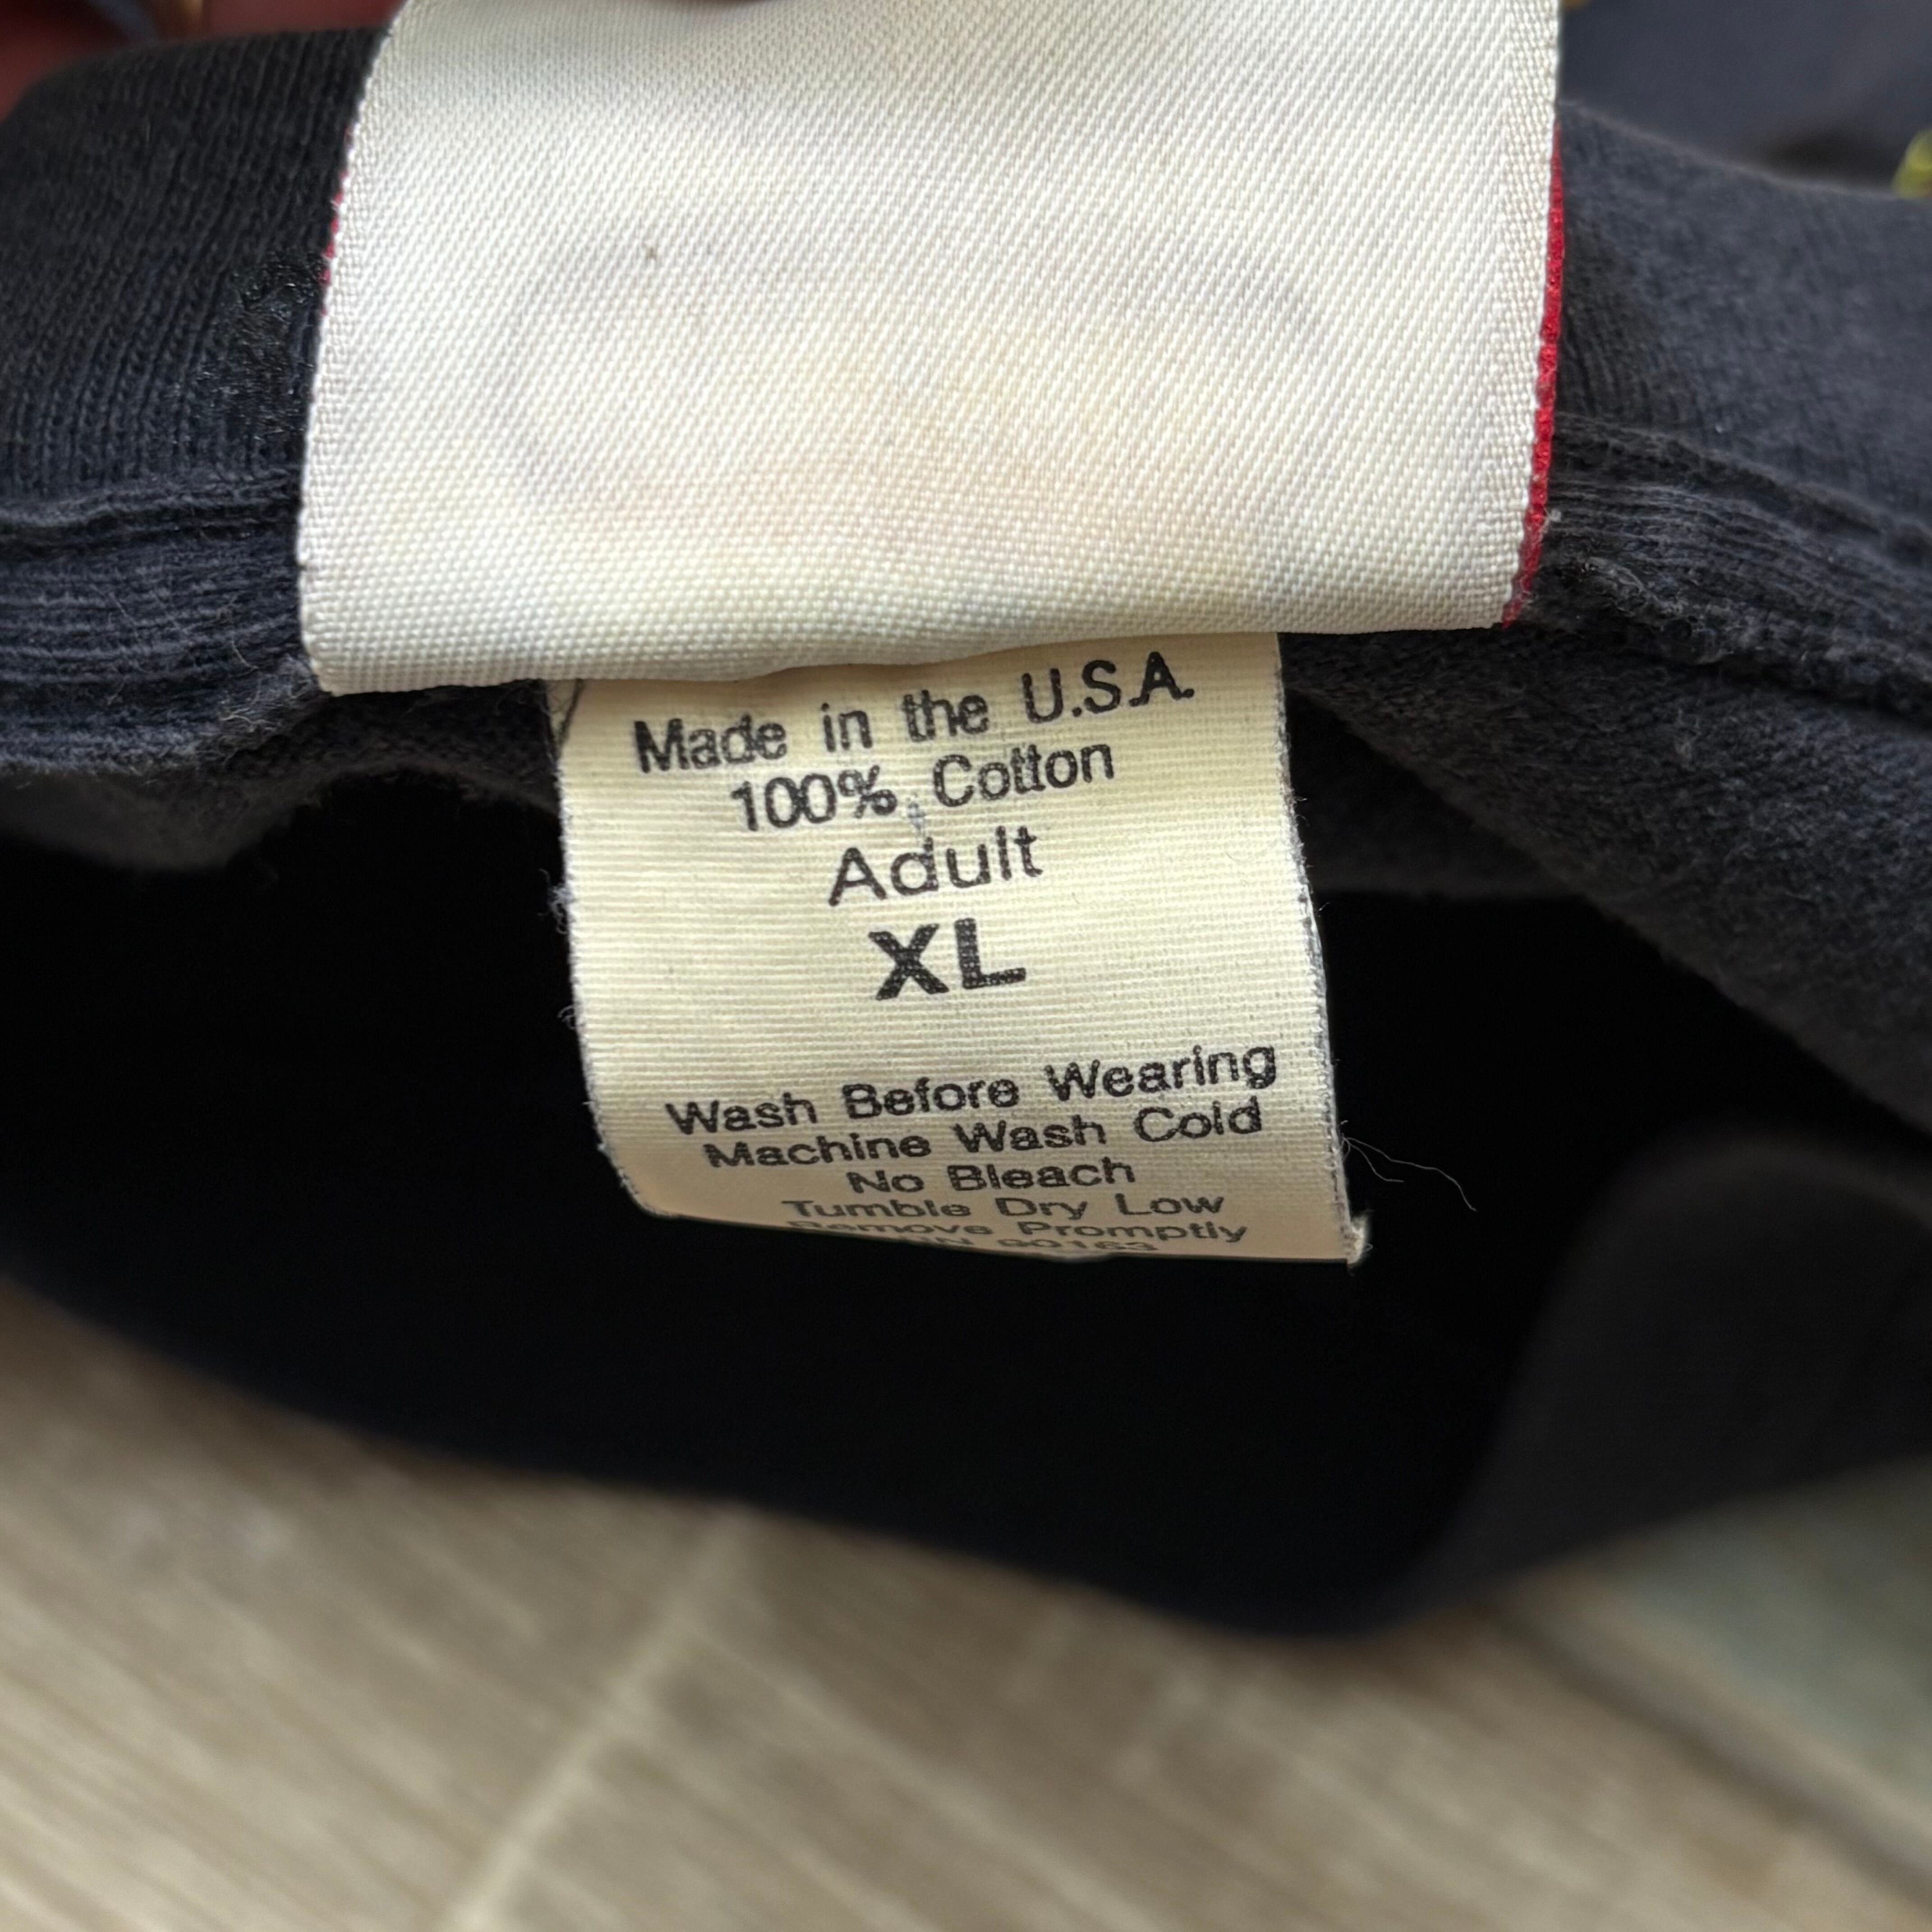 Made in the U.S.A.
100% Cotton
Adult
XL
Wash Before Wearing
Machine Wash Cold
No Bleach
Tumble Dry Low
Remove Promptly